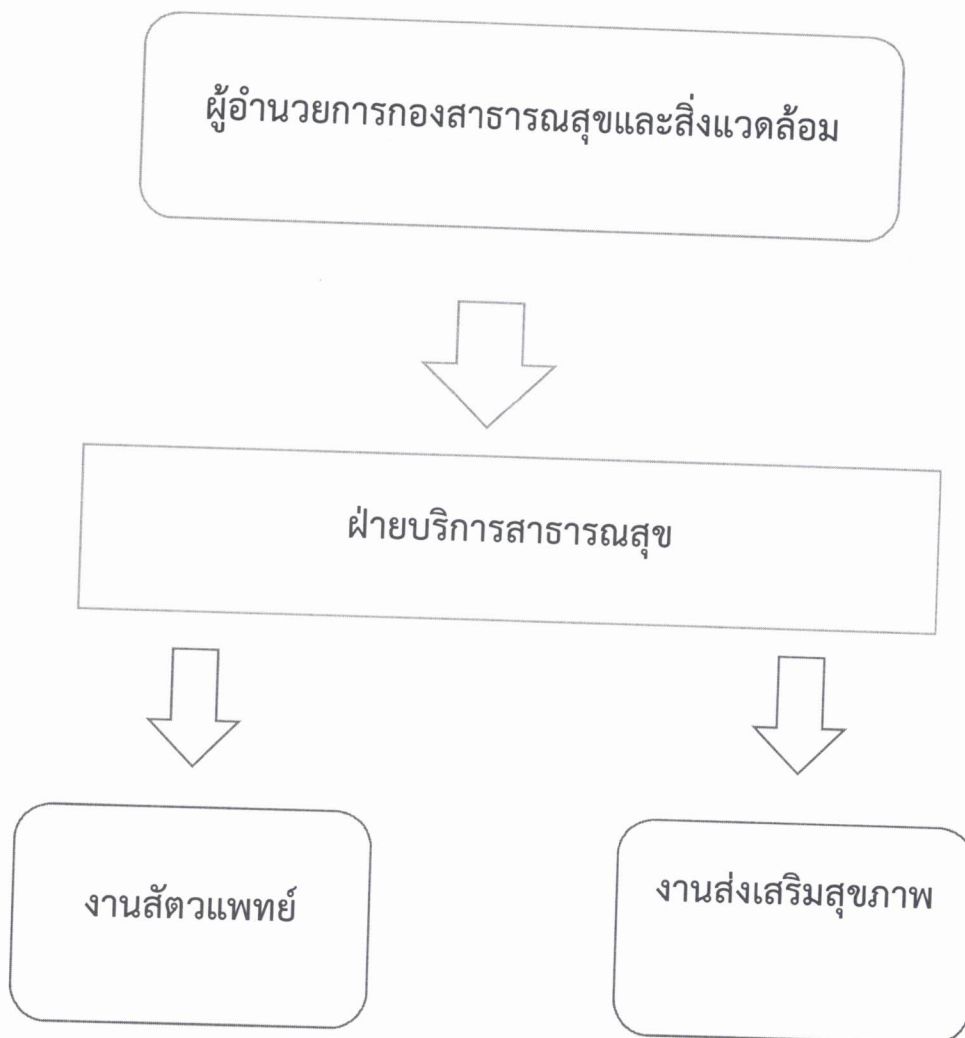 ผู้อำนวยการกองสาธารณสุขและสิ่งแวดล้อม
ฝ่ายบริการสาธารณสุข
งานสัตวแพทย์
งานส่งเสริมสุขภาพ